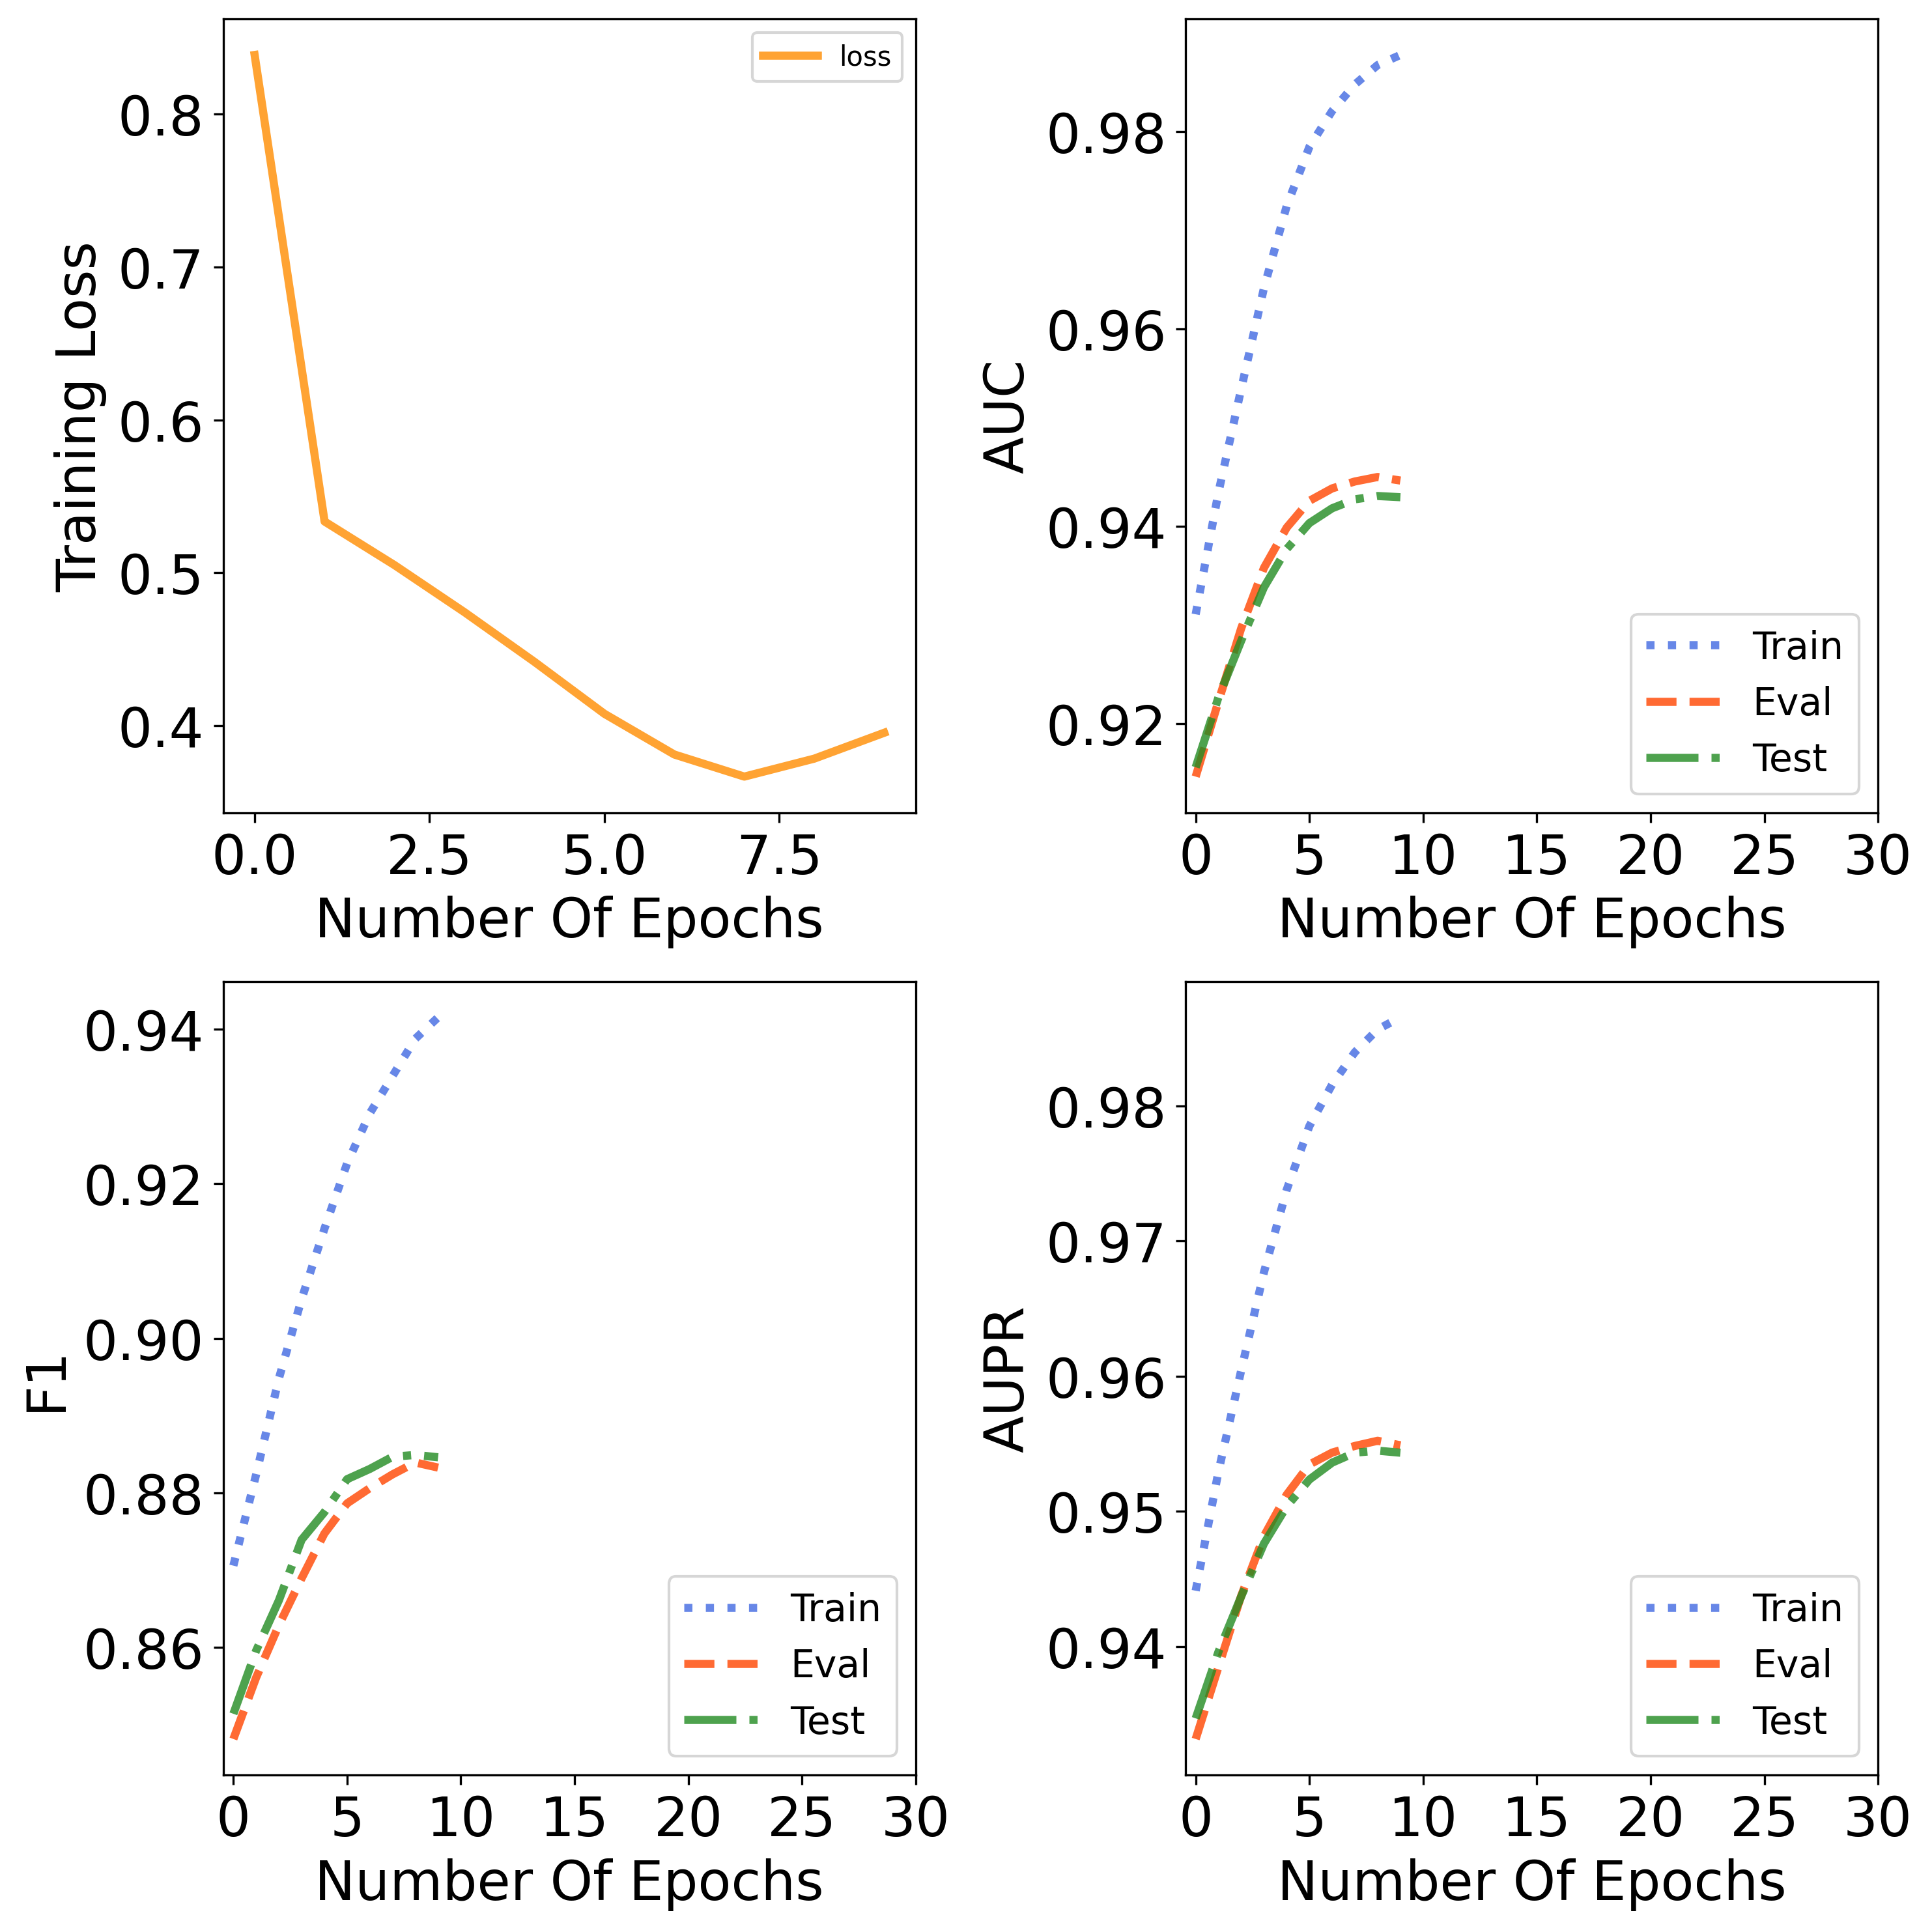 loss
Training Loss
0.8
0.7
0.6
0.5
0.4
0.0 2.5 5.0 7.5
Number Of Epochs
AUC
0.98
0.96
0.94
0.92
Train
Eval
Test
0 5 10 15 20 25 30
Number Of Epochs
F1
0.94
0.92
0.90
0.88
0.86
Train
Eval
Test
0 5 10 15 20 25 30
Number Of Epochs
AUPR
0.98
0.97
0.96
0.95
0.94
Train
Eval
Test
0 5 10 15 20 25 30
Number Of Epochs